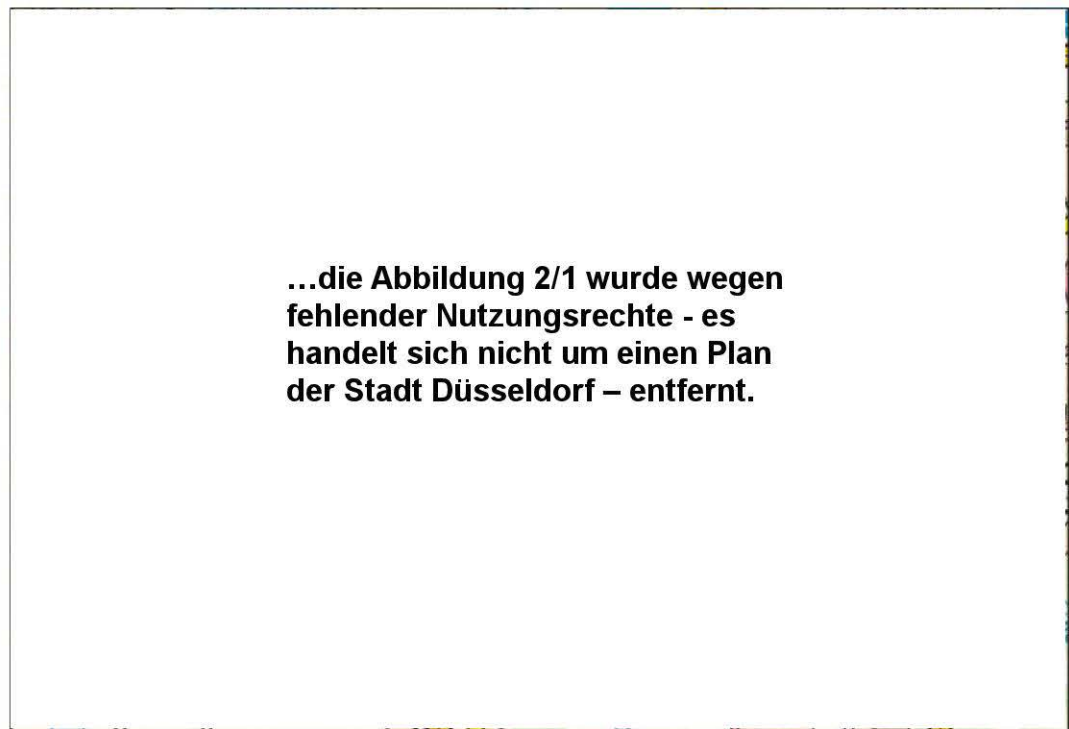 …die Abbildung 2/1 wurde wegen
fehlender Nutzungsrechte - es
handelt sich nicht um einen Plan
der Stadt Düsseldorf – entfernt.